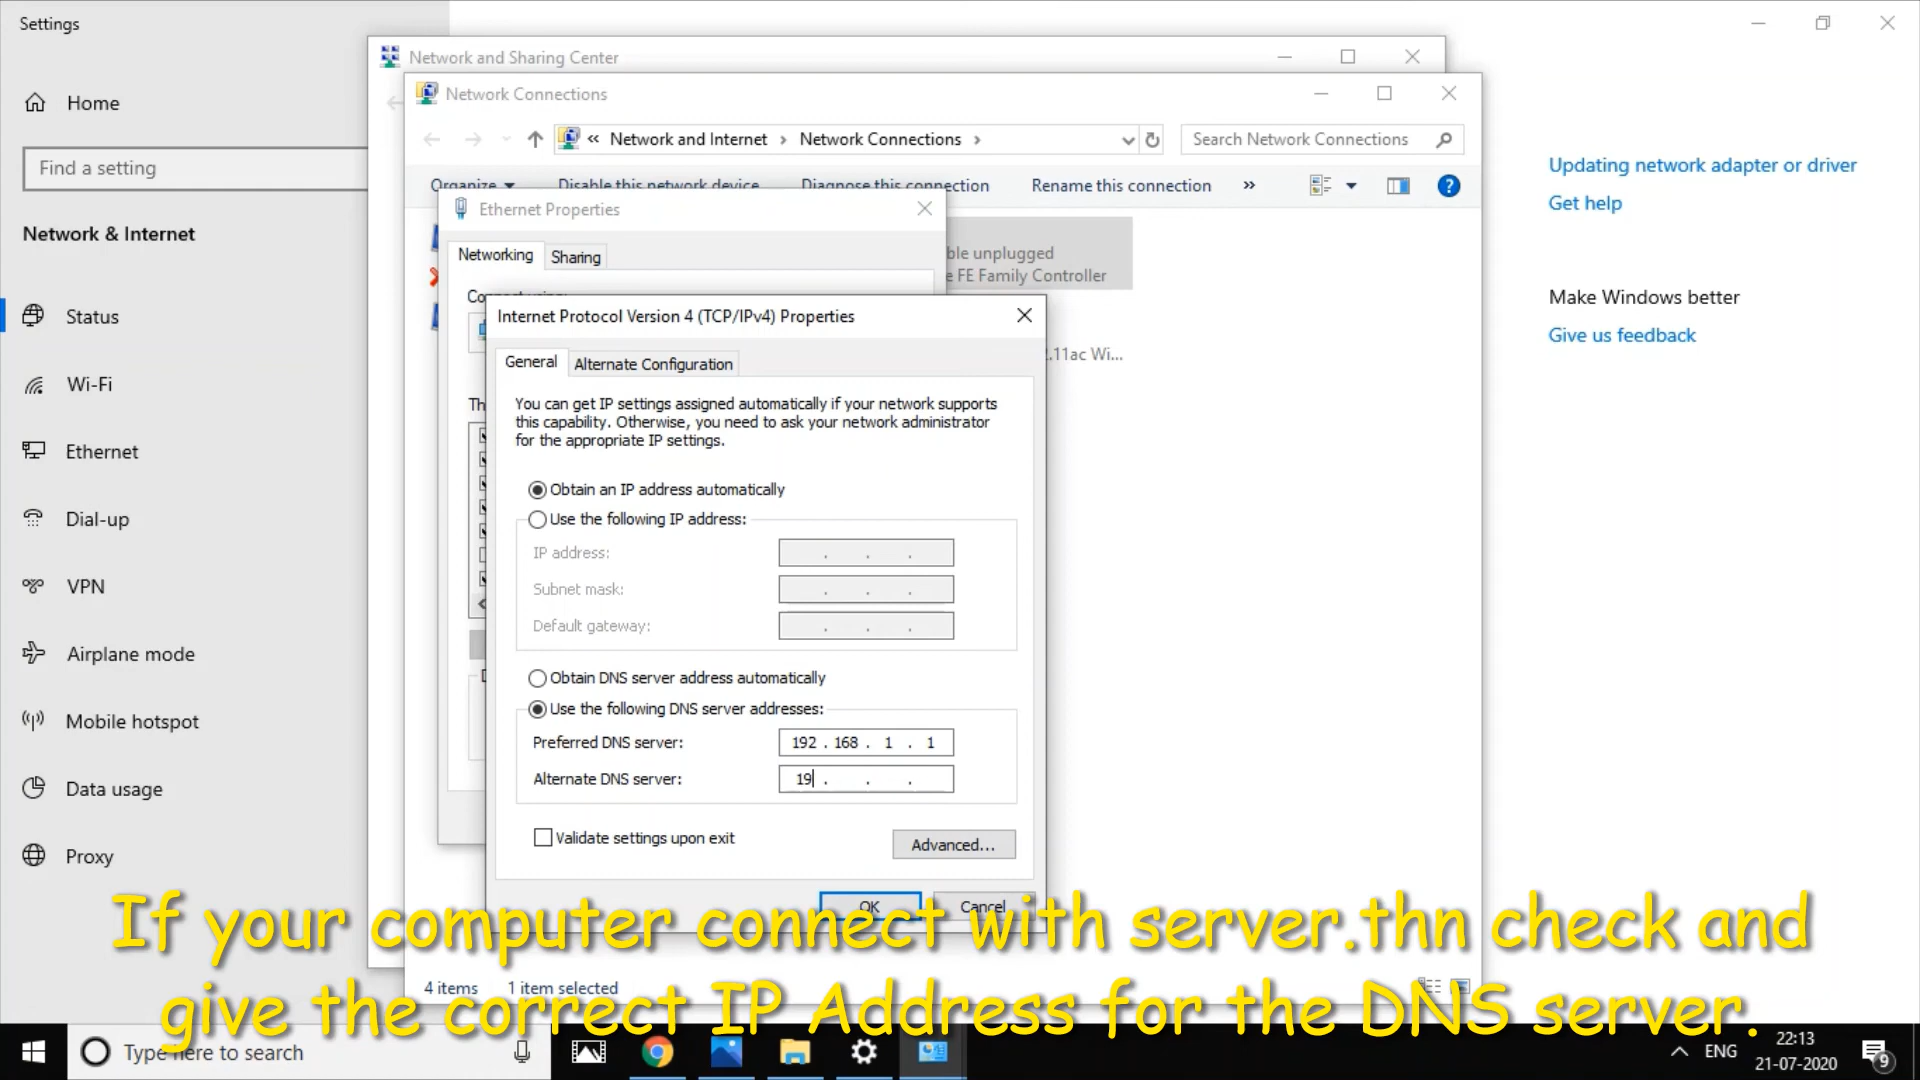 Settings
Home
Find a setting
Network & Internet
Status
Wi-Fi
Ethernet
Dial-up
VPN
Airplane mode
Mobile hotspot
Data usage
Proxy
Network and Sharing Center
Network Connections
« Network and Internet › Network Connections ›
Search Network Connections
Organize
Disable this network device
Diagnose this connection
Rename this connection
»
ble unplugged
e FE Family Controller
.11ac Wi...
Ethernet Properties
Networking
Sharing
Internet Protocol Version 4 (TCP/IPv4) Properties
General
Alternate Configuration
You can get IP settings assigned automatically if your network supports
this capability. Otherwise, you need to ask your network administrator
for the appropriate IP settings.
Obtain an IP address automatically
Use the following IP address:
IP address: . . .
Subnet mask: . . .
Default gateway: . . .
Obtain DNS server address automatically
Use the following DNS server addresses:
Preferred DNS server: 192 . 168 . 1 . 1
Alternate DNS server: 19 . . .
Validate settings upon exit
Advanced...
OK
Cancel
4 items
1 item selected
Updating network adapter or driver
Get help
Make Windows better
Give us feedback
If your computer connect with server.thn check and
give the correct IP Address for the DNS server.
Type here to search
ENG
22:13
21-07-2020
9